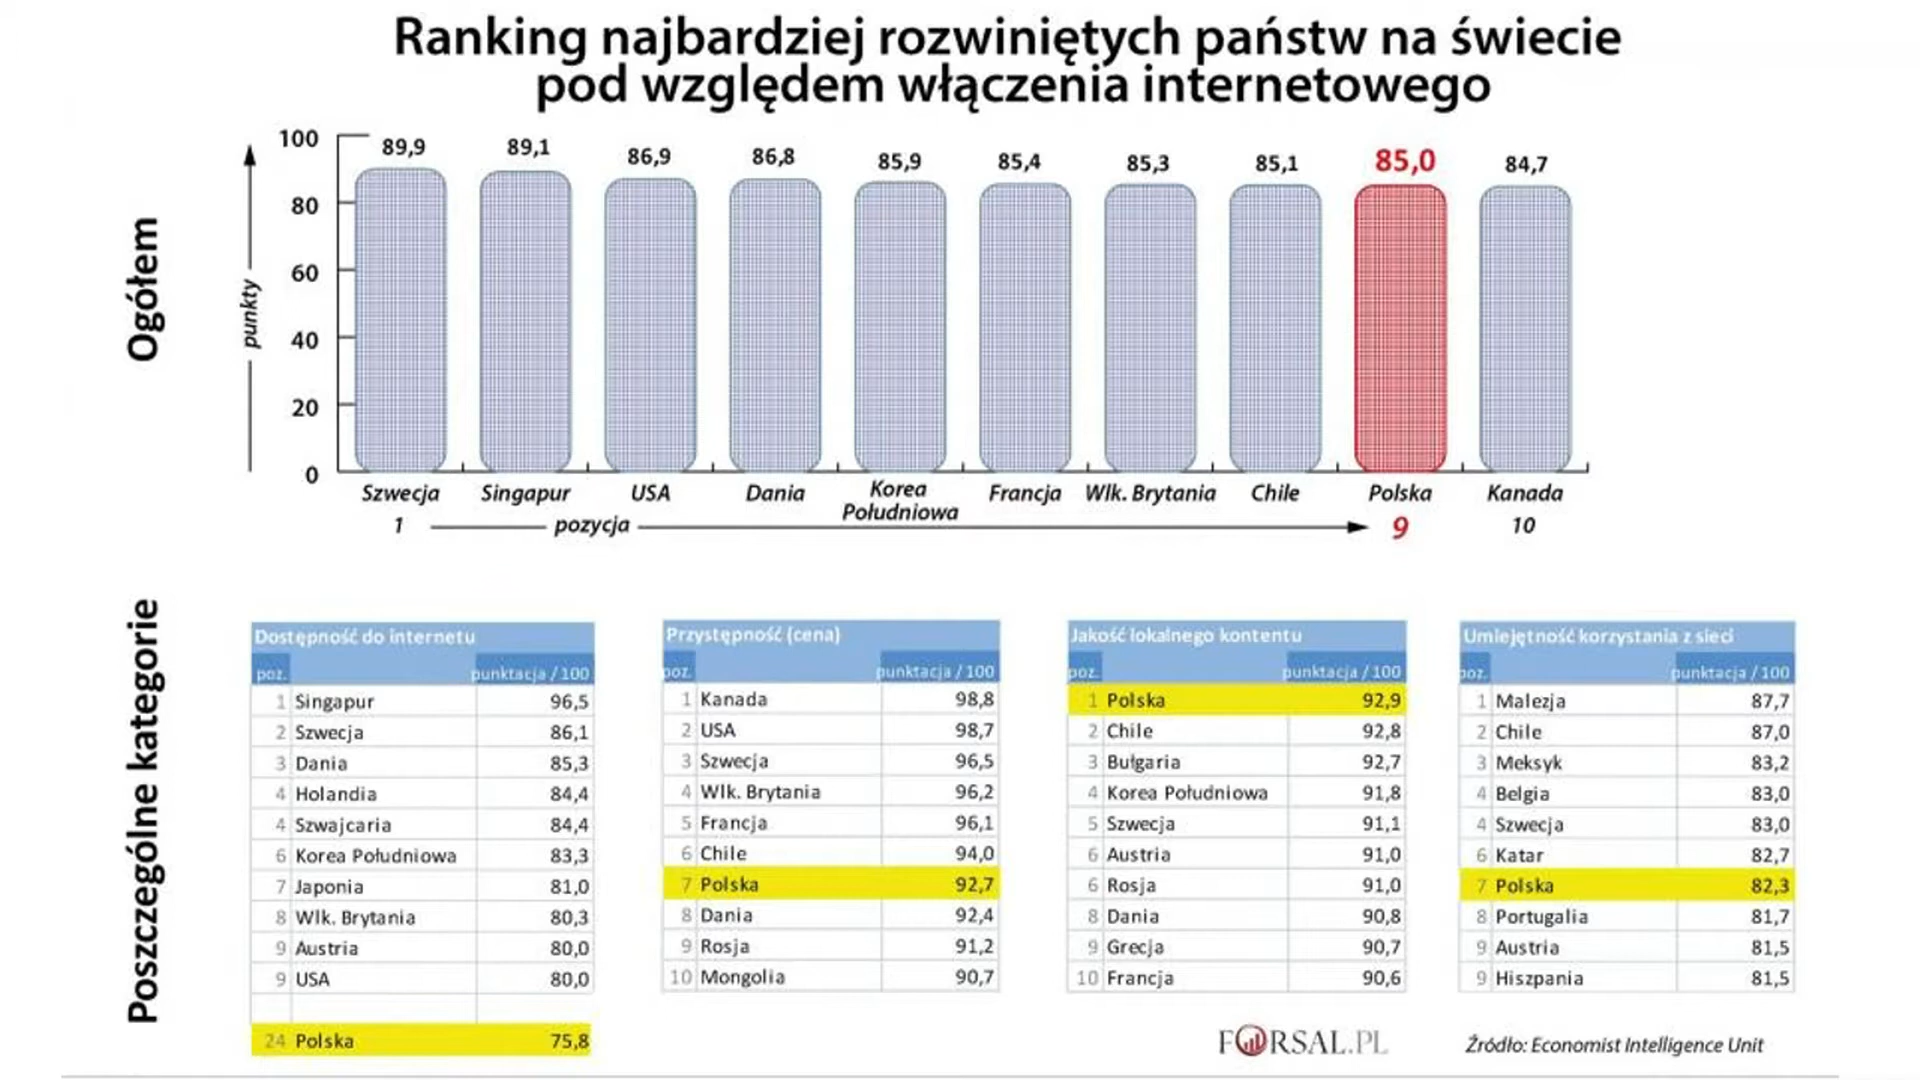 Ranking najbardziej rozwiniętych państw na świecie
pod względem włączenia internetowego
Ogółem
punkty
100
80
60
40
20
0
89,9 89,1 86,9 86,8 85,9 85,4 85,3 85,1 85,0 84,7
Szwecja Singapur USA Dania Korea Południowa Francja Wlk. Brytania Chile Polska Kanada
1 pozycja 9 10
Poszczególne kategorie
Dostępność do internetu
poz. punktacja / 100
1 Singapur 96,5
2 Szwecja 86,1
3 Dania 85,3
4 Holandia 84,4
4 Szwajcaria 84,4
6 Korea Południowa 83,3
7 Japonia 81,0
8 Wlk. Brytania 80,3
9 Austria 80,0
9 USA 80,0
24 Polska 75,8
Przystępność (cena)
poz. punktacja / 100
1 Kanada 98,8
2 USA 98,7
3 Szwecja 96,5
4 Wlk. Brytania 96,2
5 Francja 96,1
6 Chile 94,0
7 Polska 92,7
8 Dania 92,4
9 Rosja 91,2
10 Mongolia 90,7
Jakość lokalnego kontentu
poz. punktacja / 100
1 Polska 92,9
2 Chile 92,8
3 Bułgaria 92,7
4 Korea Południowa 91,8
5 Szwecja 91,1
6 Austria 91,0
6 Rosja 91,0
8 Dania 90,8
9 Grecja 90,7
10 Francja 90,6
Umiejętność korzystania z sieci
poz. punktacja / 100
1 Malezja 87,7
2 Chile 87,0
3 Meksyk 83,2
4 Belgia 83,0
4 Szwecja 83,0
6 Katar 82,7
7 Polska 82,3
8 Portugalia 81,7
9 Austria 81,5
9 Hiszpania 81,5
FORSAL.PL
Źródło: Economist Intelligence Unit